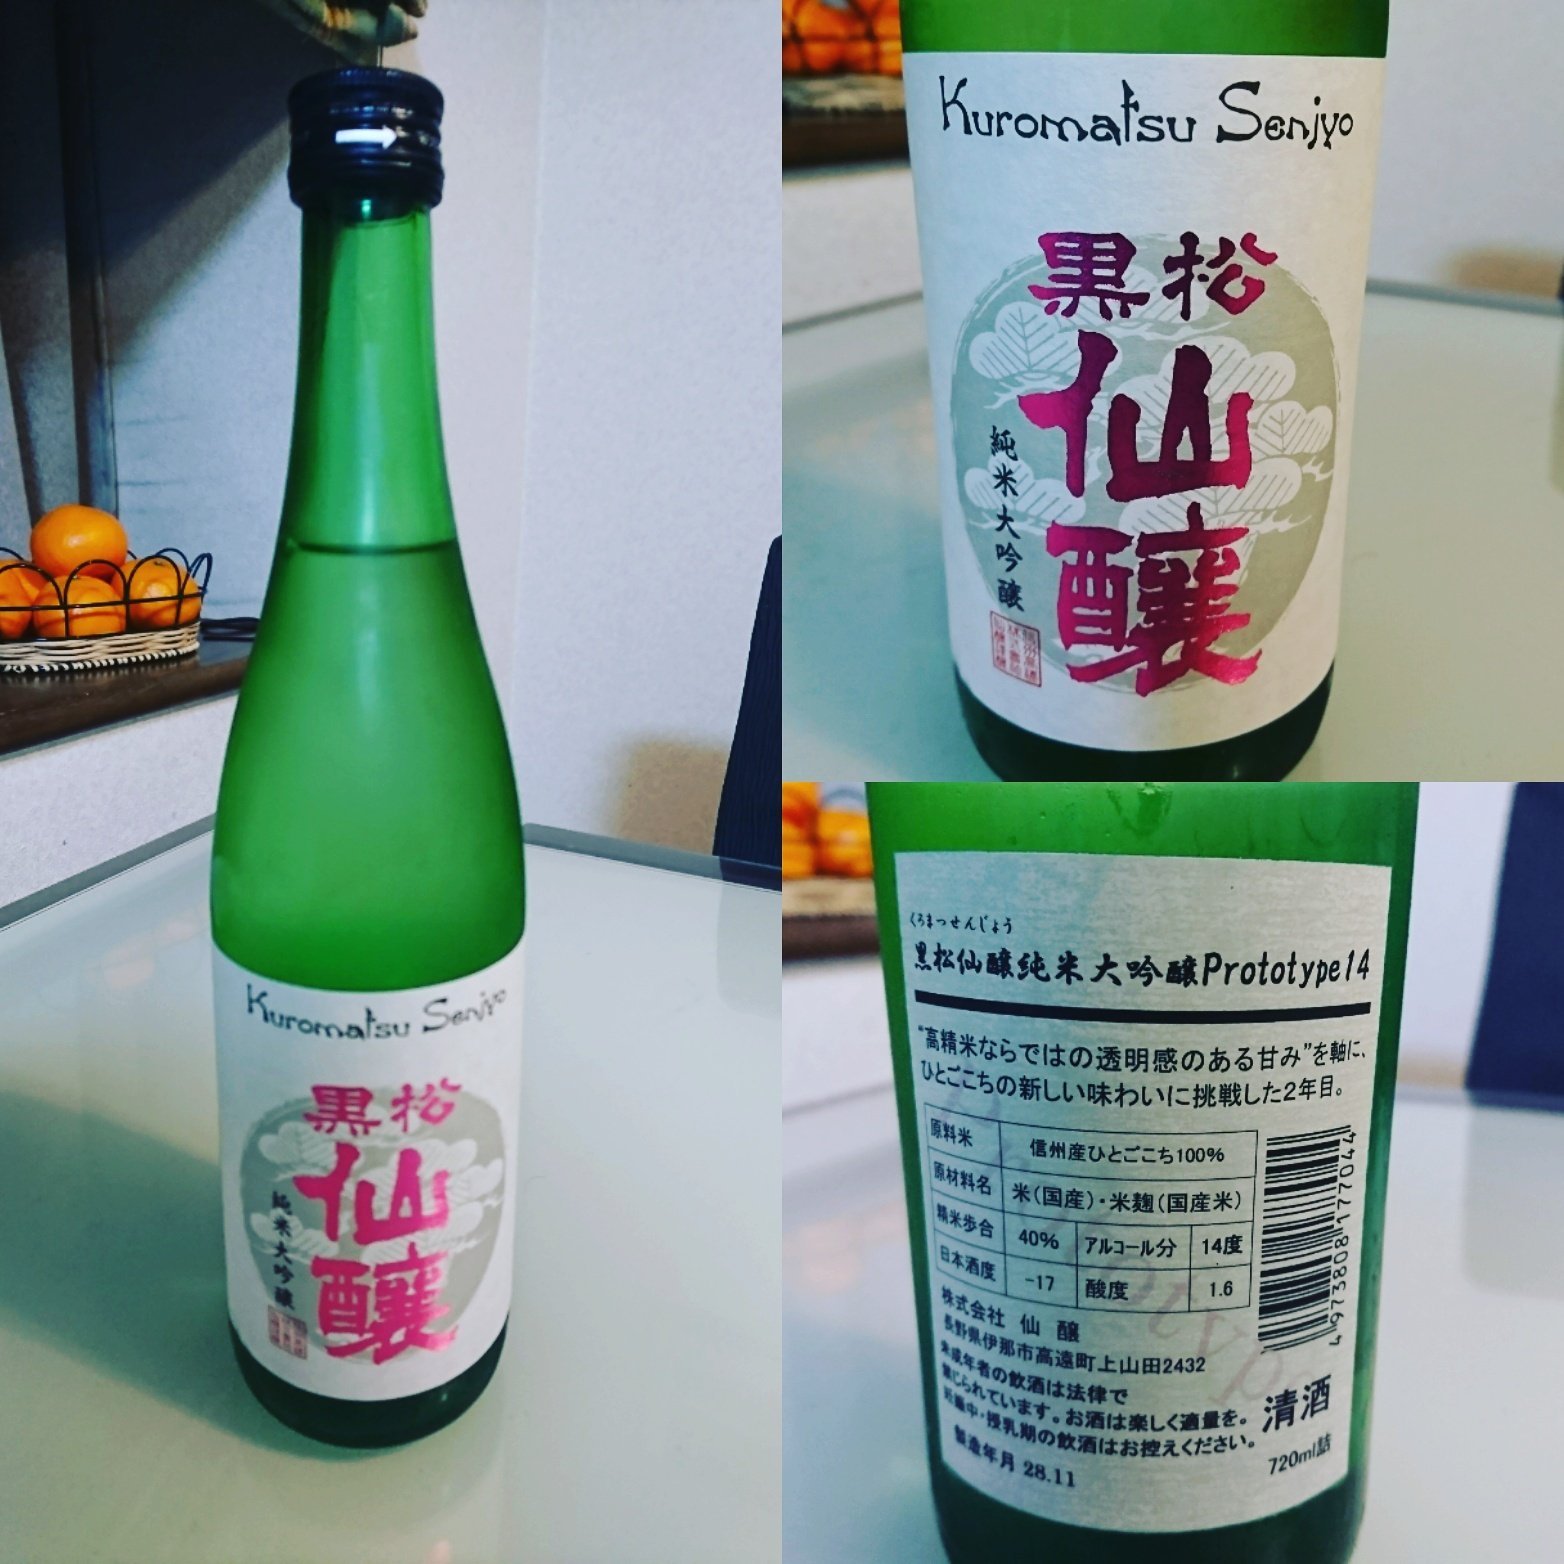 Kuromatsu Senjyo
黒松
仙
醸
純米大吟醸
Kuromatsu Senjyo
黒松
仙
醸
純米大吟醸
くろまつせんじょう
黒松仙醸純米大吟醸Prototype14
"高精米ならではの透明感のある甘み"を軸に、
ひとごこちの新しい味わいに挑戦した2年目。
原料米 信州産ひとごこち100%
原材料名 米(国産)・米麹(国産米)
精米歩合 40% アルコール分 14度
日本酒度 -17 酸度 1.6
4973808177044
株式会社 仙醸
長野県伊那市高遠町上山田2432
未成年者の飲酒は法律で
禁じられています。お酒は楽しく適量を。
妊娠中・授乳期の飲酒はお控えください。
製造年月 28.11
清酒
720ml詰